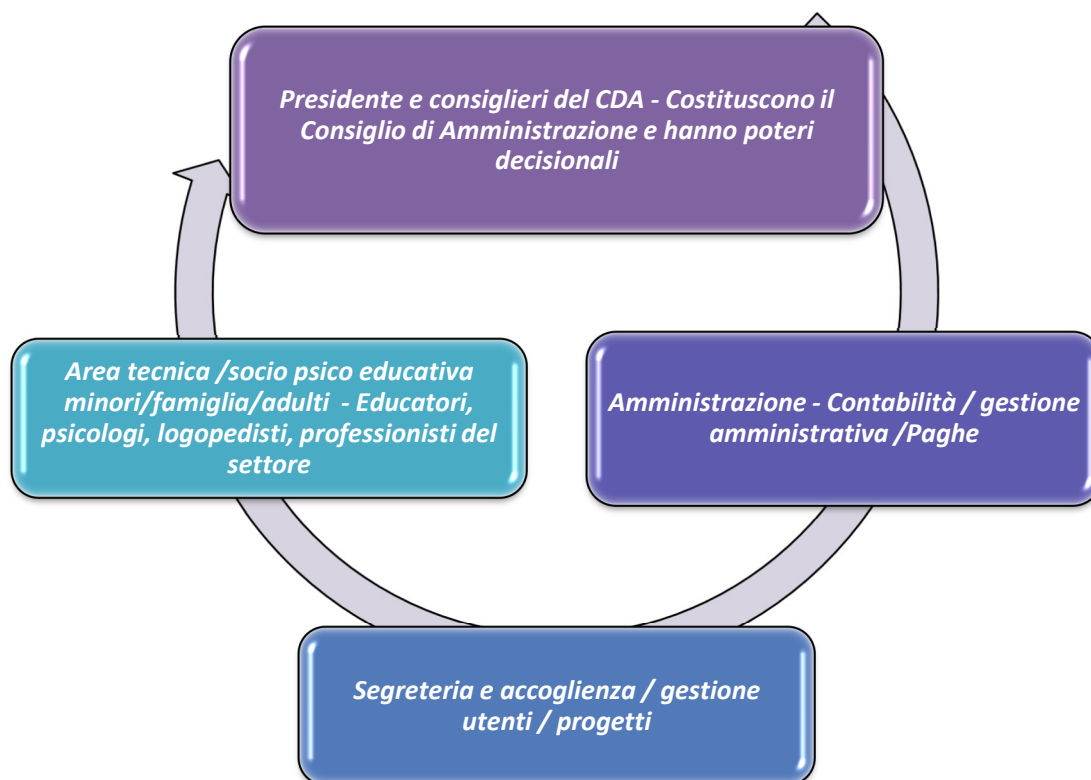 Presidente e consiglieri del CDA - Costituscono il
Consiglio di Amministrazione e hanno poteri
decisionali
Area tecnica /socio psico educativa
minori/famiglia/adulti - Educatori,
psicologi, logopedisti, professionisti del
settore
Amministrazione - Contabilità / gestione
amministrativa /Paghe
Segreteria e accoglienza / gestione
utenti / progetti